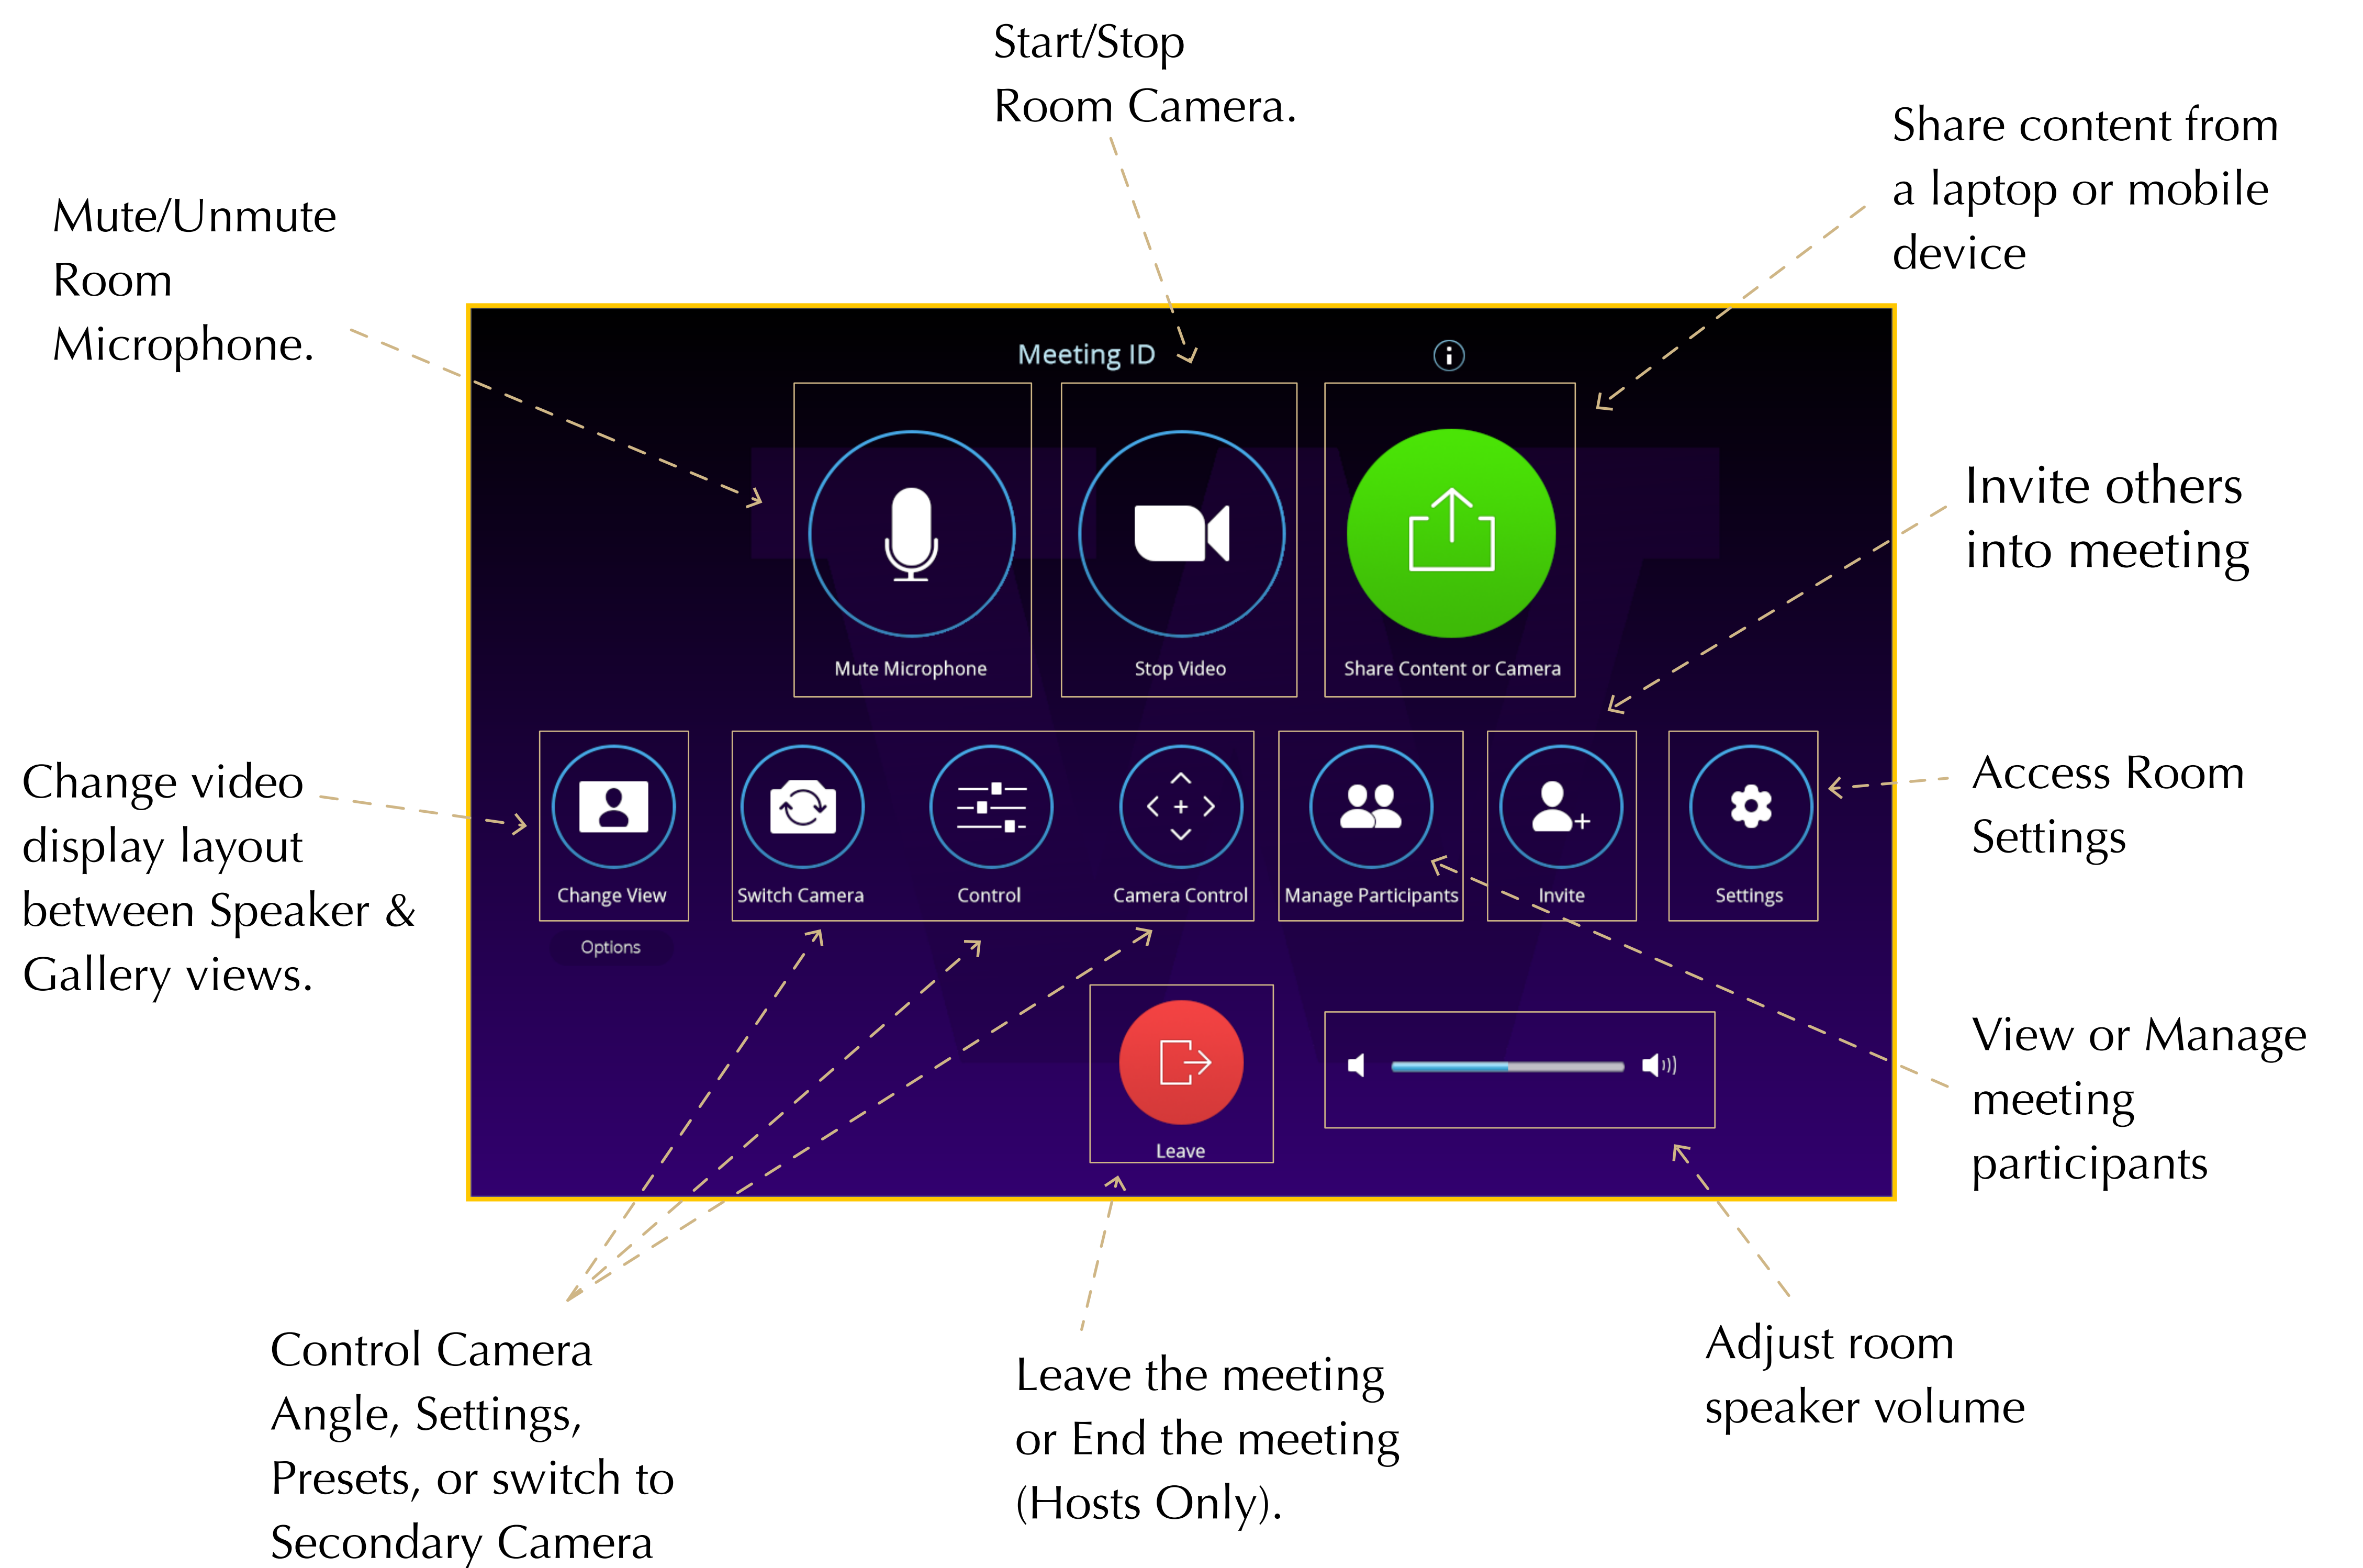 Start/Stop
Room Camera.
Share content from
a laptop or mobile
device
Mute/Unmute
Room
Microphone.
Meeting ID
Invite others
into meeting
Mute Microphone
Stop Video
Share Content or Camera
Change video
display layout
between Speaker &
Gallery views.
Access Room
Settings
Change View
Switch Camera
Control
Camera Control
Manage Participants
Invite
Settings
Options
View or Manage
meeting
participants
Leave
Control Camera
Angle, Settings,
Presets, or switch to
Secondary Camera
Leave the meeting
or End the meeting
(Hosts Only).
Adjust room
speaker volume